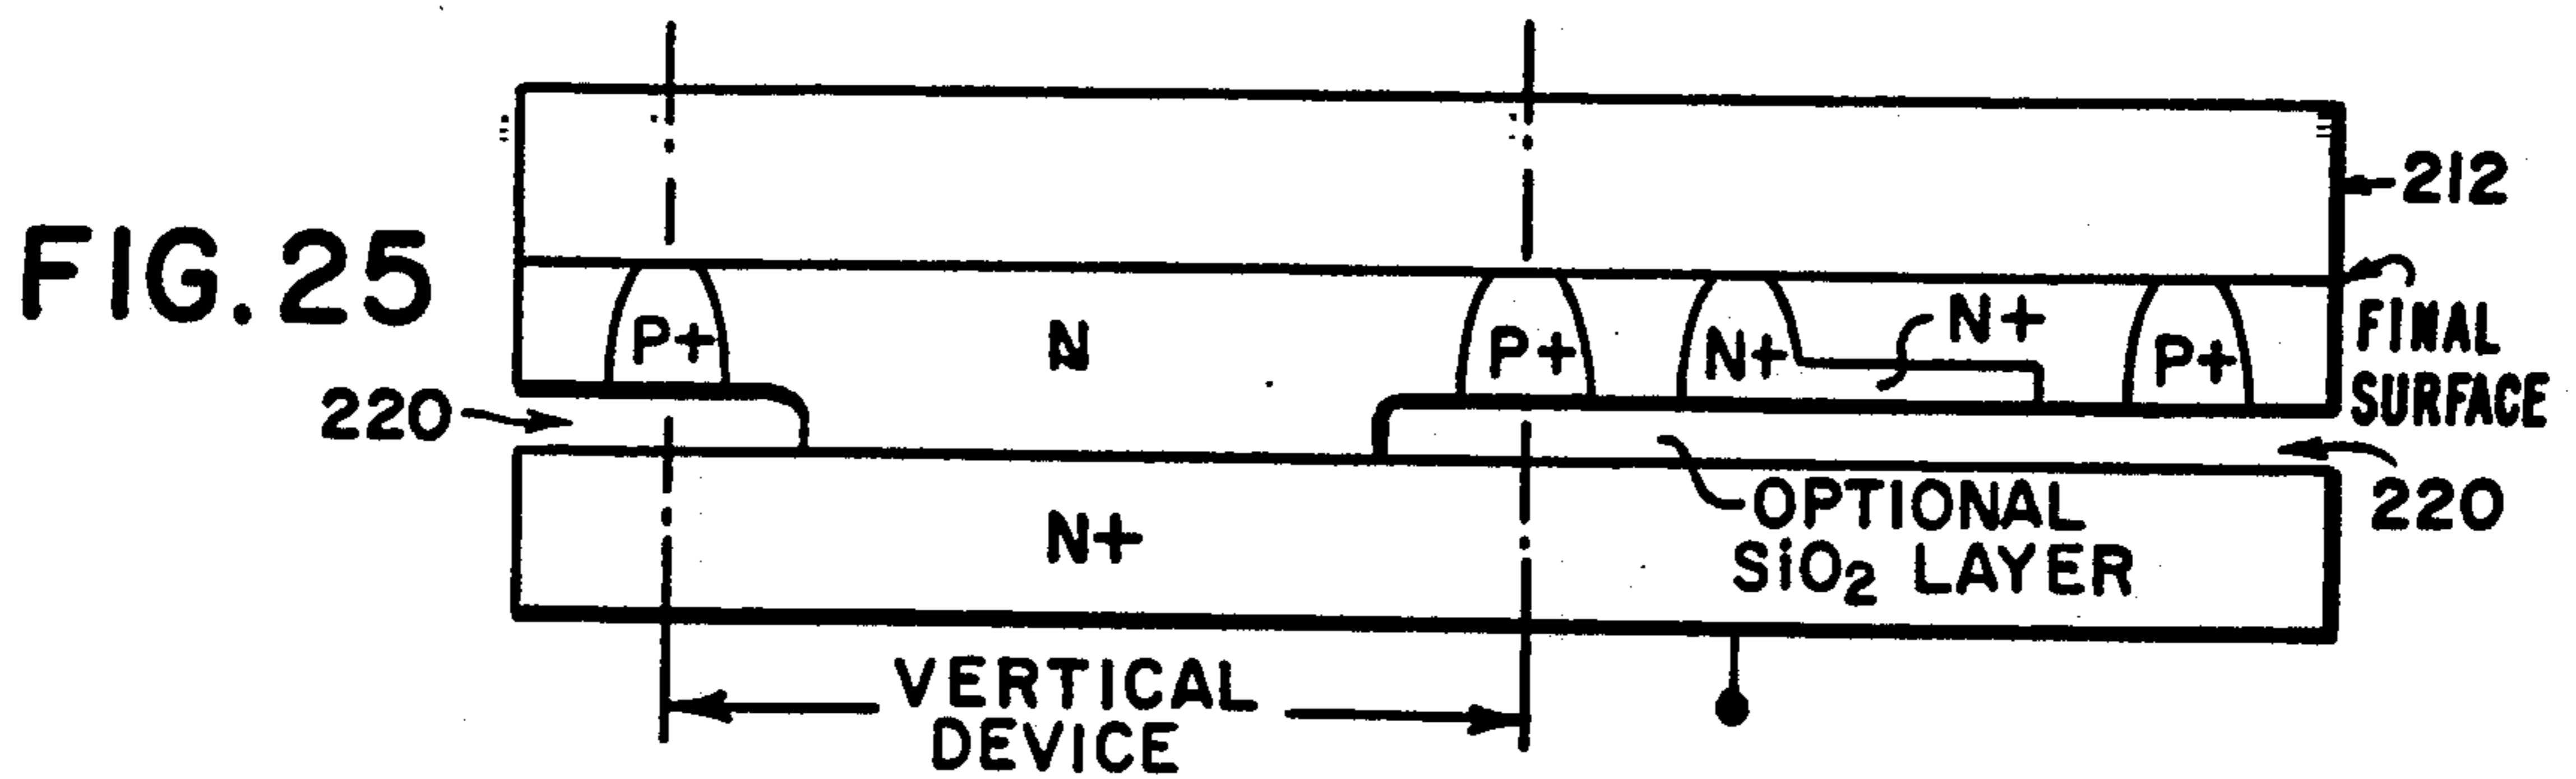 FIG. 25
212
FINAL
SURFACE
P+
N
P+
N+
N+
P+
220
220
OPTIONAL
SiO2 LAYER
N+
VERTICAL
DEVICE